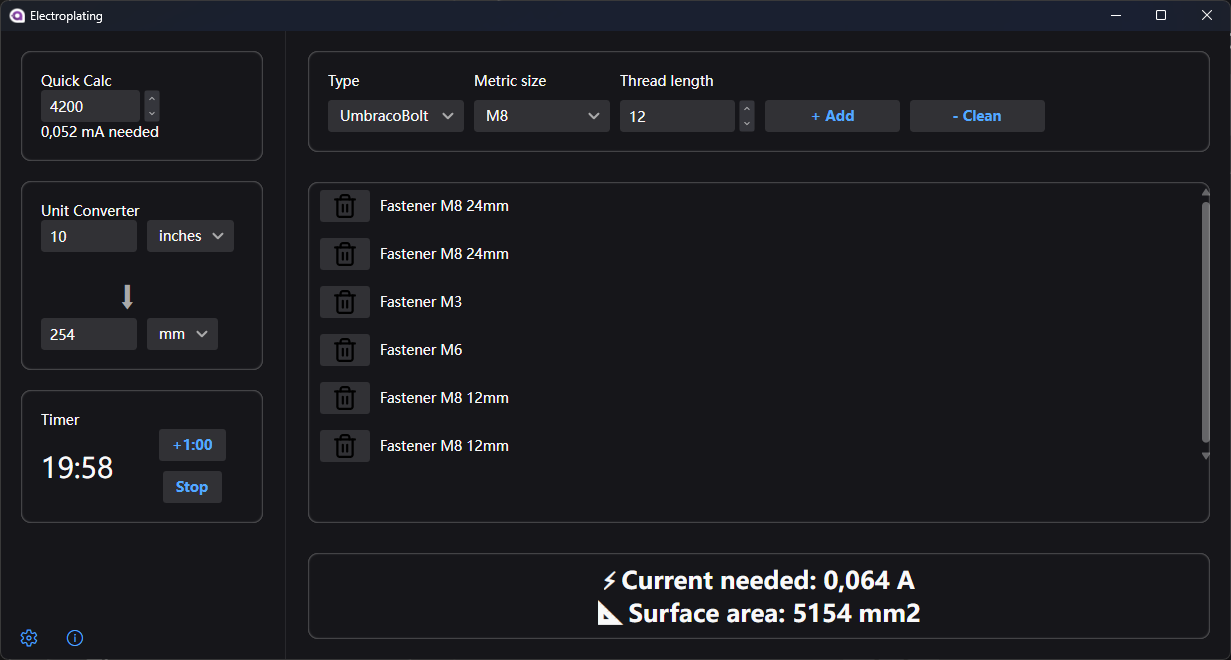 Electroplating
Quick Calc
4200
0,052 mA needed
Unit Converter
10 inches
254 mm
Timer
19:58
+1:00
Stop
Type Metric size Thread length
UmbracoBolt M8 12 + Add - Clean
Fastener M8 24mm
Fastener M8 24mm
Fastener M3
Fastener M6
Fastener M8 12mm
Fastener M8 12mm
⚡Current needed: 0,064 A
📐Surface area: 5154 mm2